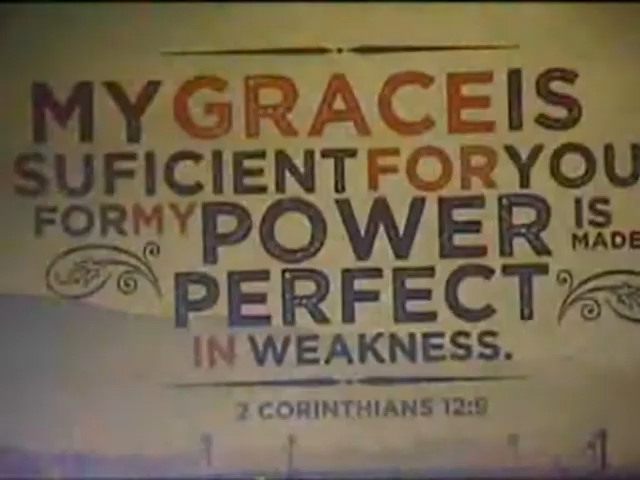 MY GRACE IS
SUFICIENT FOR YOU
FOR MY POWER IS MADE
PERFECT
IN WEAKNESS.
2 CORINTHIANS 12:9